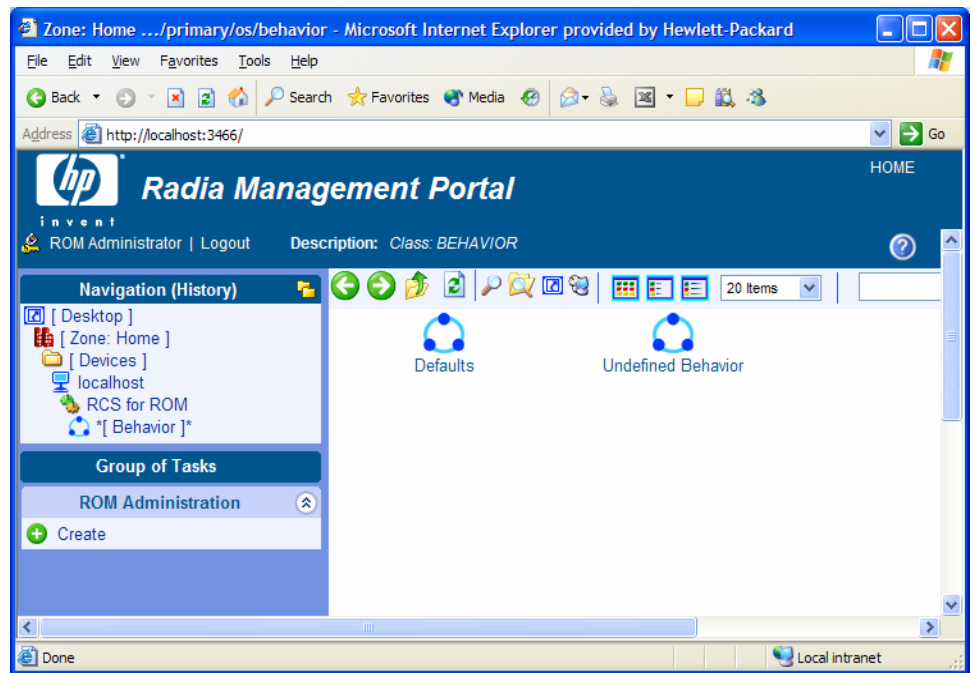 Zone: Home .../primary/os/behavior - Microsoft Internet Explorer provided by Hewlett-Packard
File Edit View Favorites Tools Help
Back Search Favorites Media
Address http://localhost:3466/ Go
hp
invent
Radia Management Portal
HOME
ROM Administrator | Logout Description: Class: BEHAVIOR
Navigation (History)
20 Items
[ Desktop ]
[ Zone: Home ]
[ Devices ]
localhost
RCS for ROM
*[ Behavior ]*
Defaults
Undefined Behavior
Group of Tasks
ROM Administration
Create
Done
Local intranet